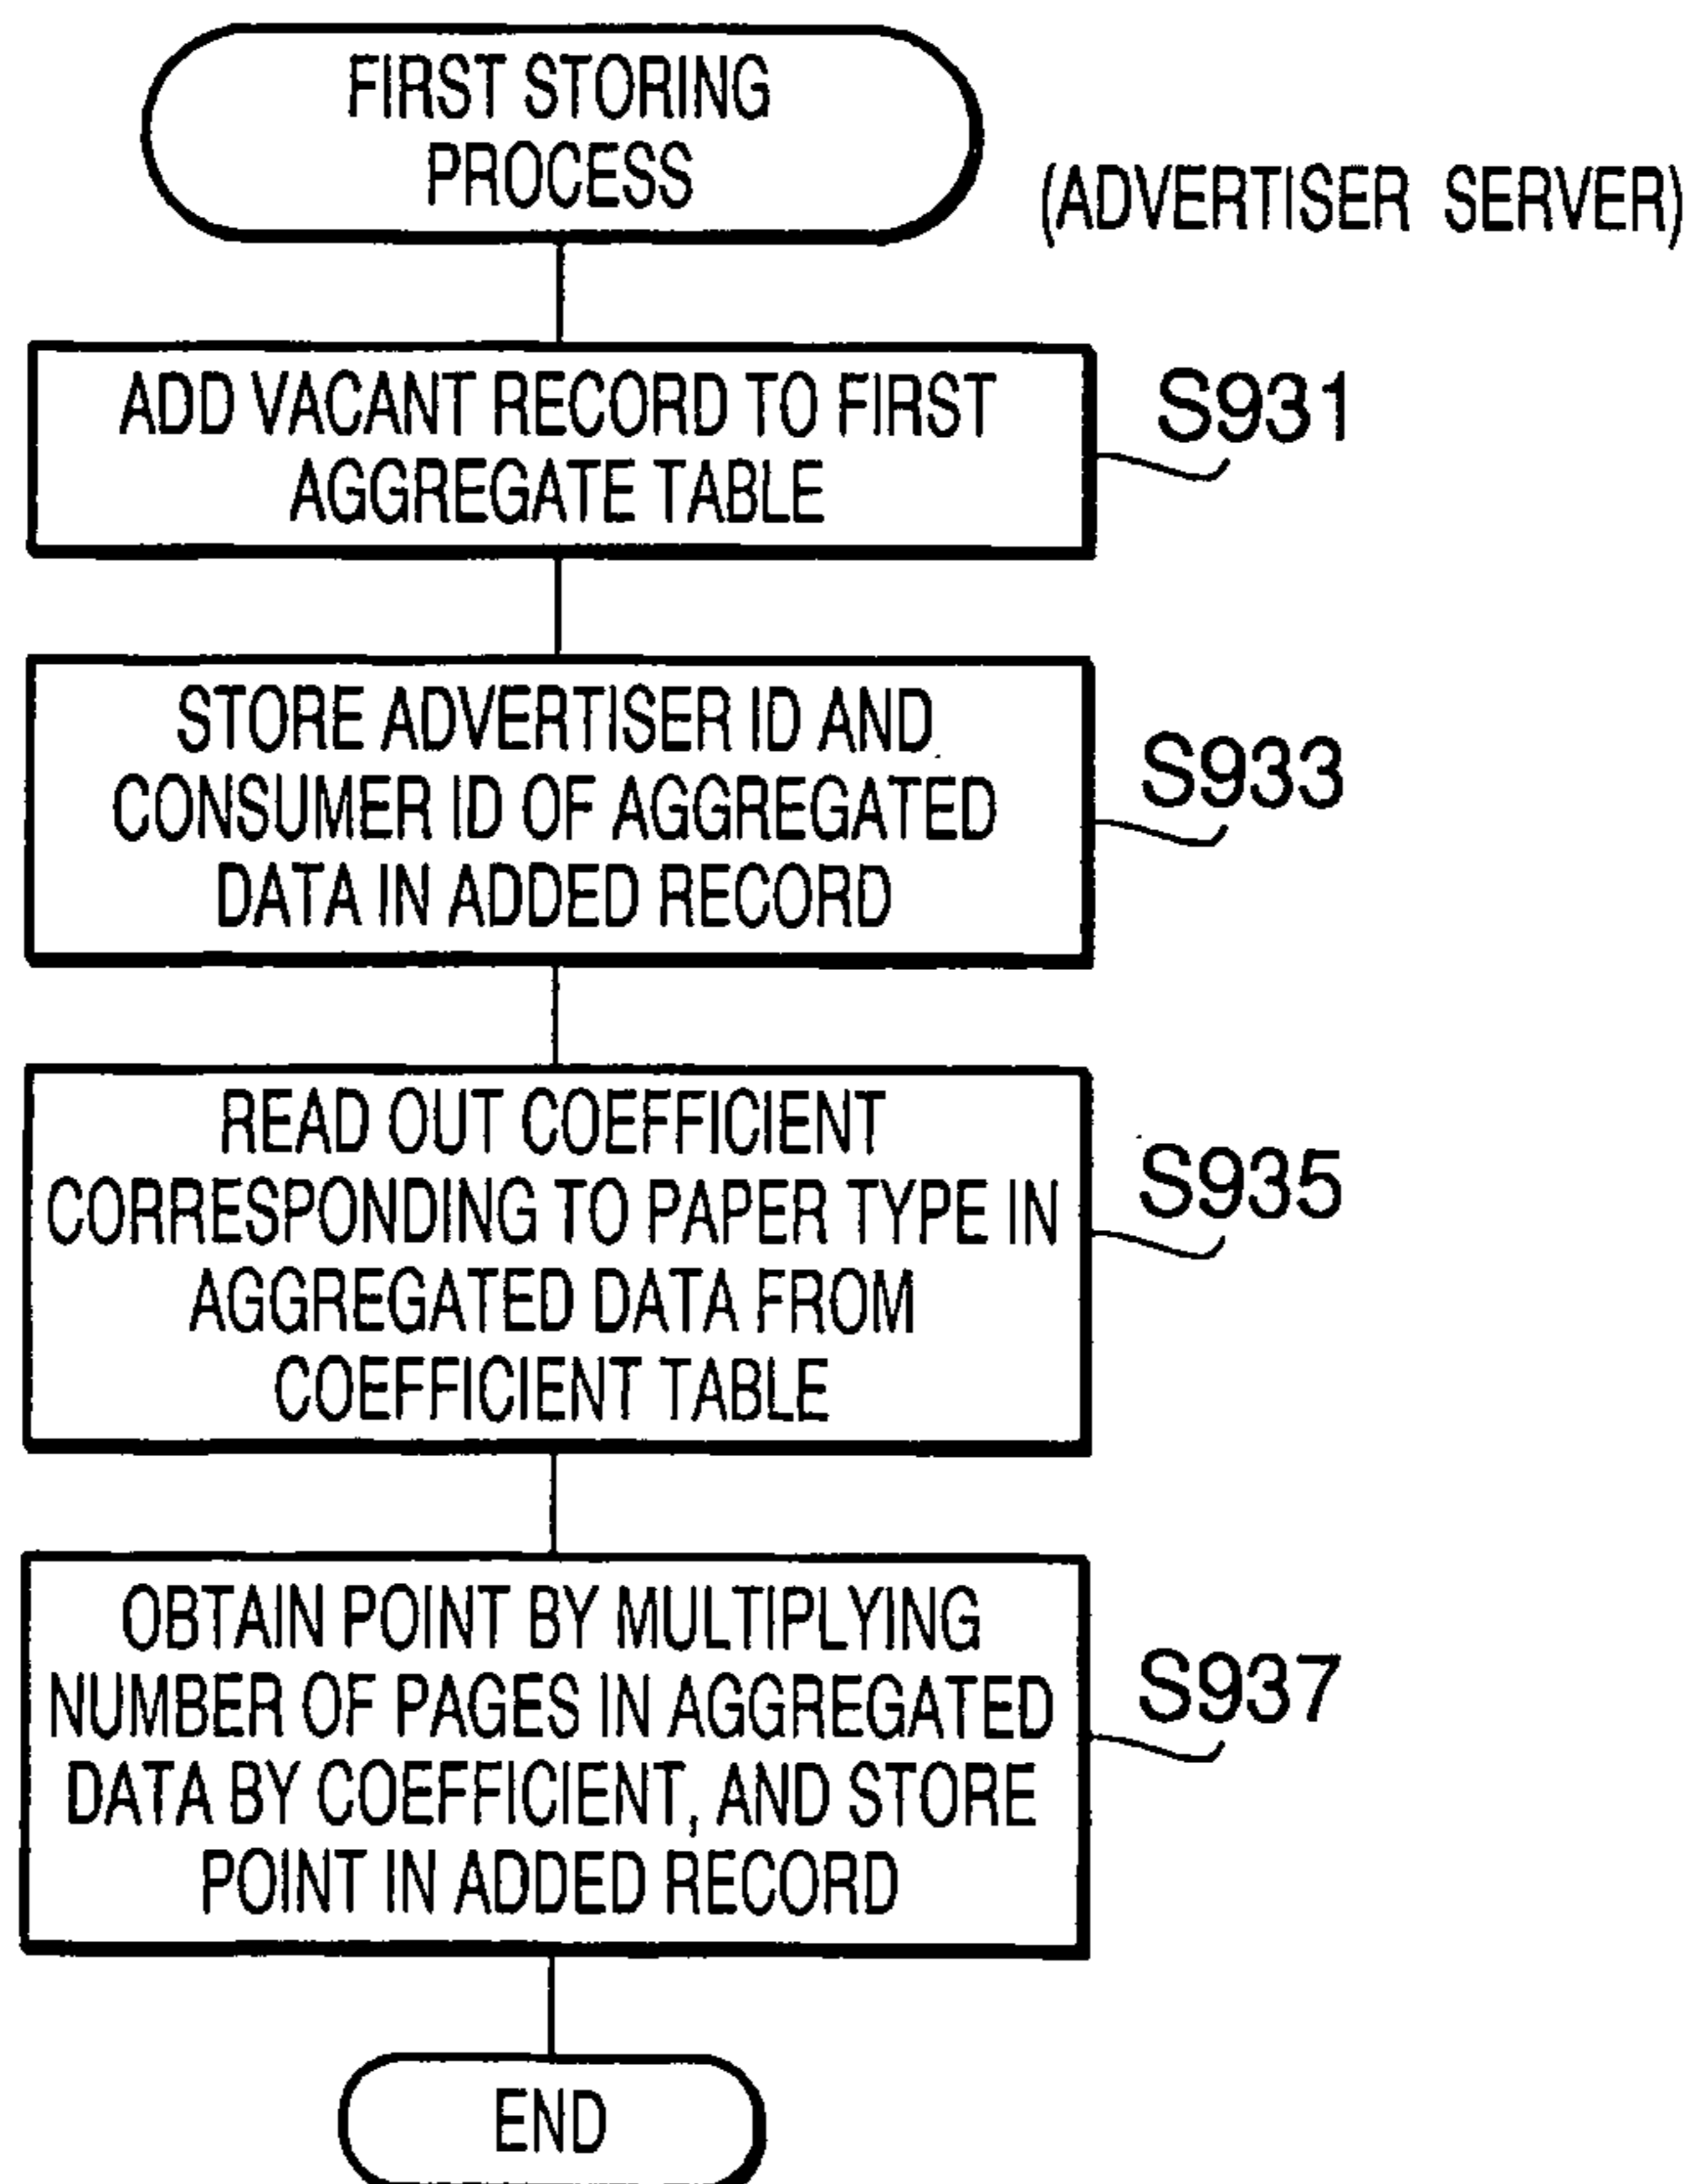 FIRST STORING
PROCESS
(ADVERTISER SERVER)
ADD VACANT RECORD TO FIRST
AGGREGATE TABLE
S931
STORE ADVERTISER ID AND
CONSUMER ID OF AGGREGATED
DATA IN ADDED RECORD
S933
READ OUT COEFFICIENT
CORRESPONDING TO PAPER TYPE IN
AGGREGATED DATA FROM
COEFFICIENT TABLE
S935
OBTAIN POINT BY MULTIPLYING
NUMBER OF PAGES IN AGGREGATED
DATA BY COEFFICIENT, AND STORE
POINT IN ADDED RECORD
S937
END